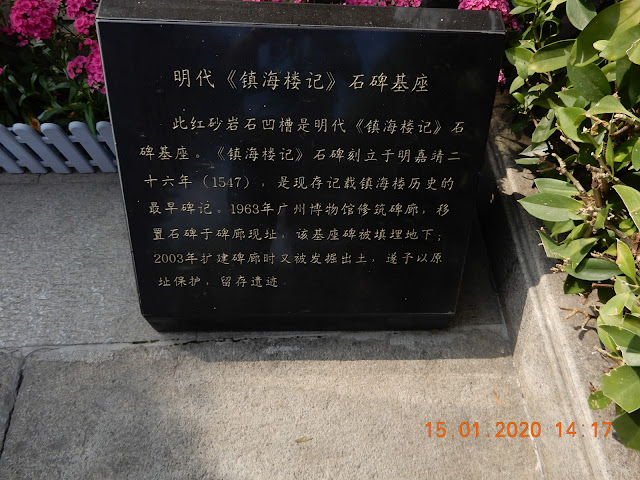 明代《镇海楼记》石碑基座
此红砂岩石凹槽是明代《镇海楼记》石
碑基座。《镇海楼记》石碑刻立于明嘉靖二
十六年（1547），是现存记载镇海楼历史的
最早碑记。1963年广州博物馆修筑碑廊，移
置石碑于碑廊现址，该基座碑被填埋地下；
2003年扩建碑廊时又被发掘出土，遂予以原
址保护，留存遗迹
15.01.2020 14:17